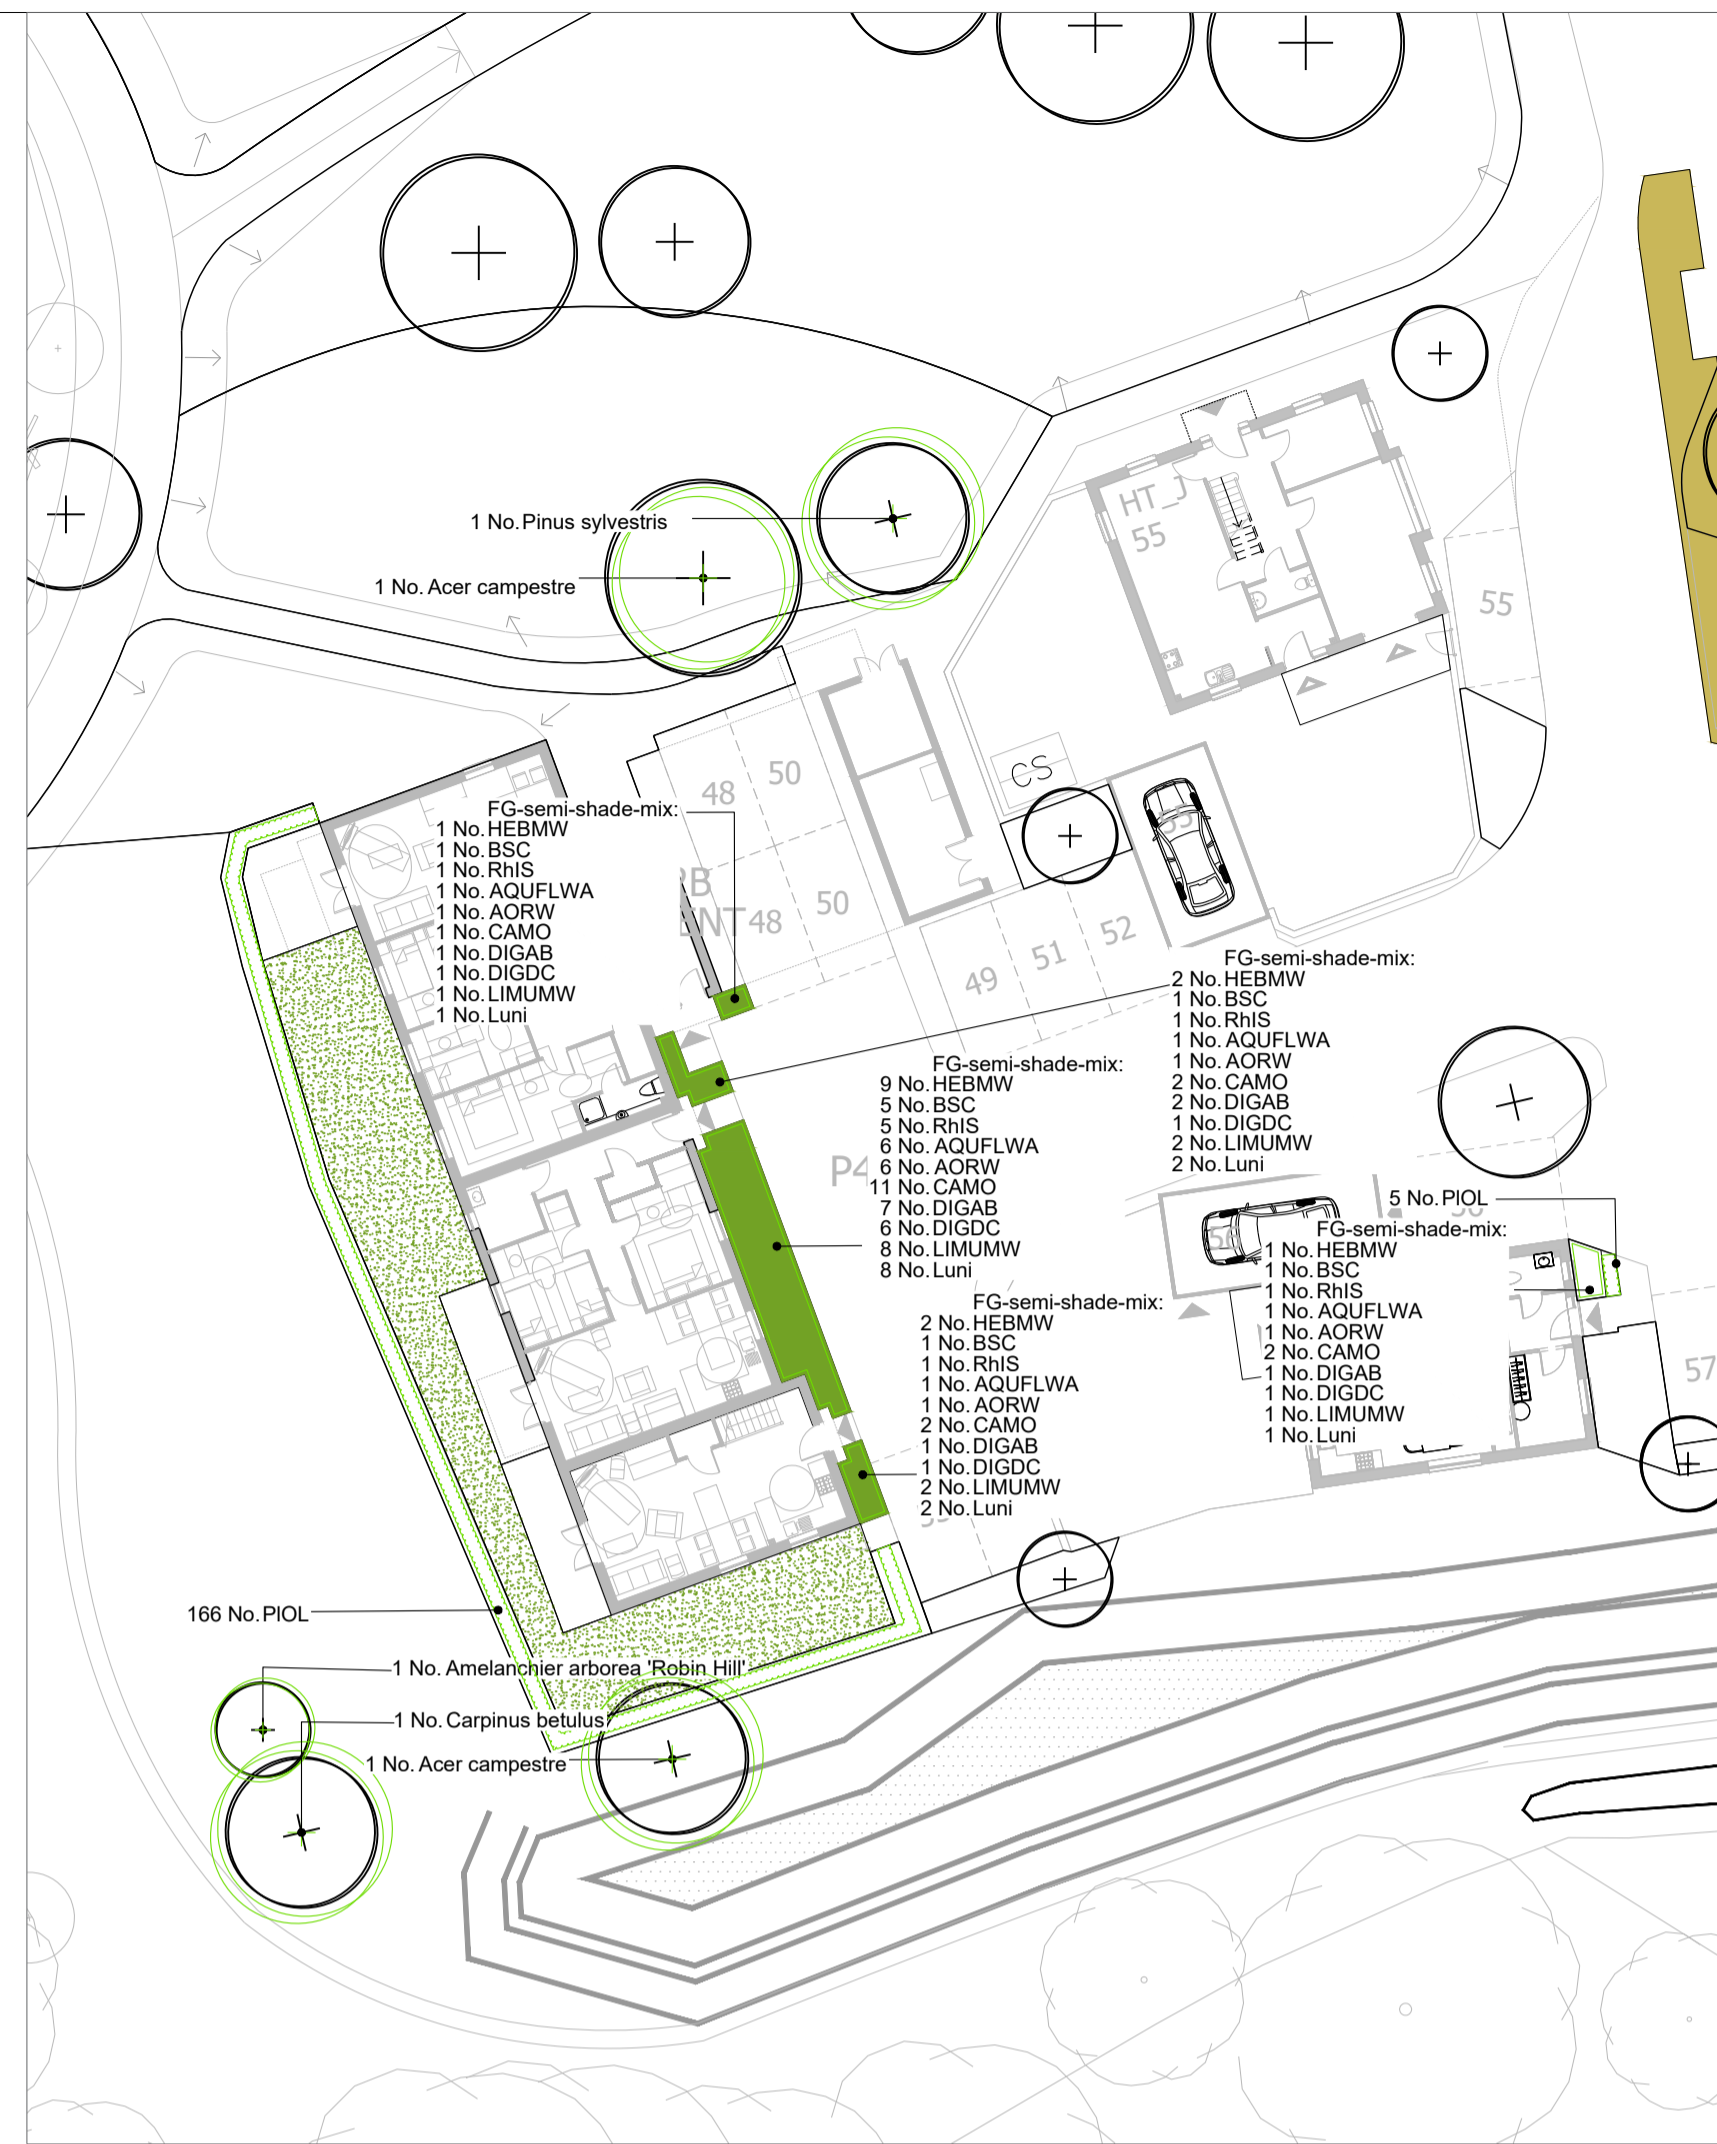 1 No. Pinus sylvestris
1 No. Acer campestre
HT_J
55
55
CS
55
48
50
48
50
49
51
52
FG-semi-shade-mix:
1 No. HEBMW
1 No. BSC
1 No. RhIS
1 No. AQUFLWA
1 No. AORW
1 No. CAMO
1 No. DIGAB
1 No. DIGDC
1 No. LIMUMW
1 No. Luni
FG-semi-shade-mix:
2 No. HEBMW
1 No. BSC
1 No. RhIS
1 No. AQUFLWA
1 No. AORW
2 No. CAMO
2 No. DIGAB
1 No. DIGDC
2 No. LIMUMW
2 No. Luni
FG-semi-shade-mix:
9 No. HEBMW
5 No. BSC
5 No. RhIS
6 No. AQUFLWA
6 No. AORW
11 No. CAMO
7 No. DIGAB
6 No. DIGDC
8 No. LIMUMW
8 No. Luni
P4
5 No. PIOL
56
FG-semi-shade-mix:
1 No. HEBMW
1 No. BSC
1 No. RhIS
1 No. AQUFLWA
1 No. AORW
2 No. CAMO
1 No. DIGAB
1 No. DIGDC
1 No. LIMUMW
1 No. Luni
57
FG-semi-shade-mix:
2 No. HEBMW
1 No. BSC
1 No. RhIS
1 No. AQUFLWA
1 No. AORW
2 No. CAMO
1 No. DIGAB
1 No. DIGDC
2 No. LIMUMW
2 No. Luni
166 No. PIOL
1 No. Amelanchier arborea 'Robin Hill'
1 No. Carpinus betulus
1 No. Acer campestre